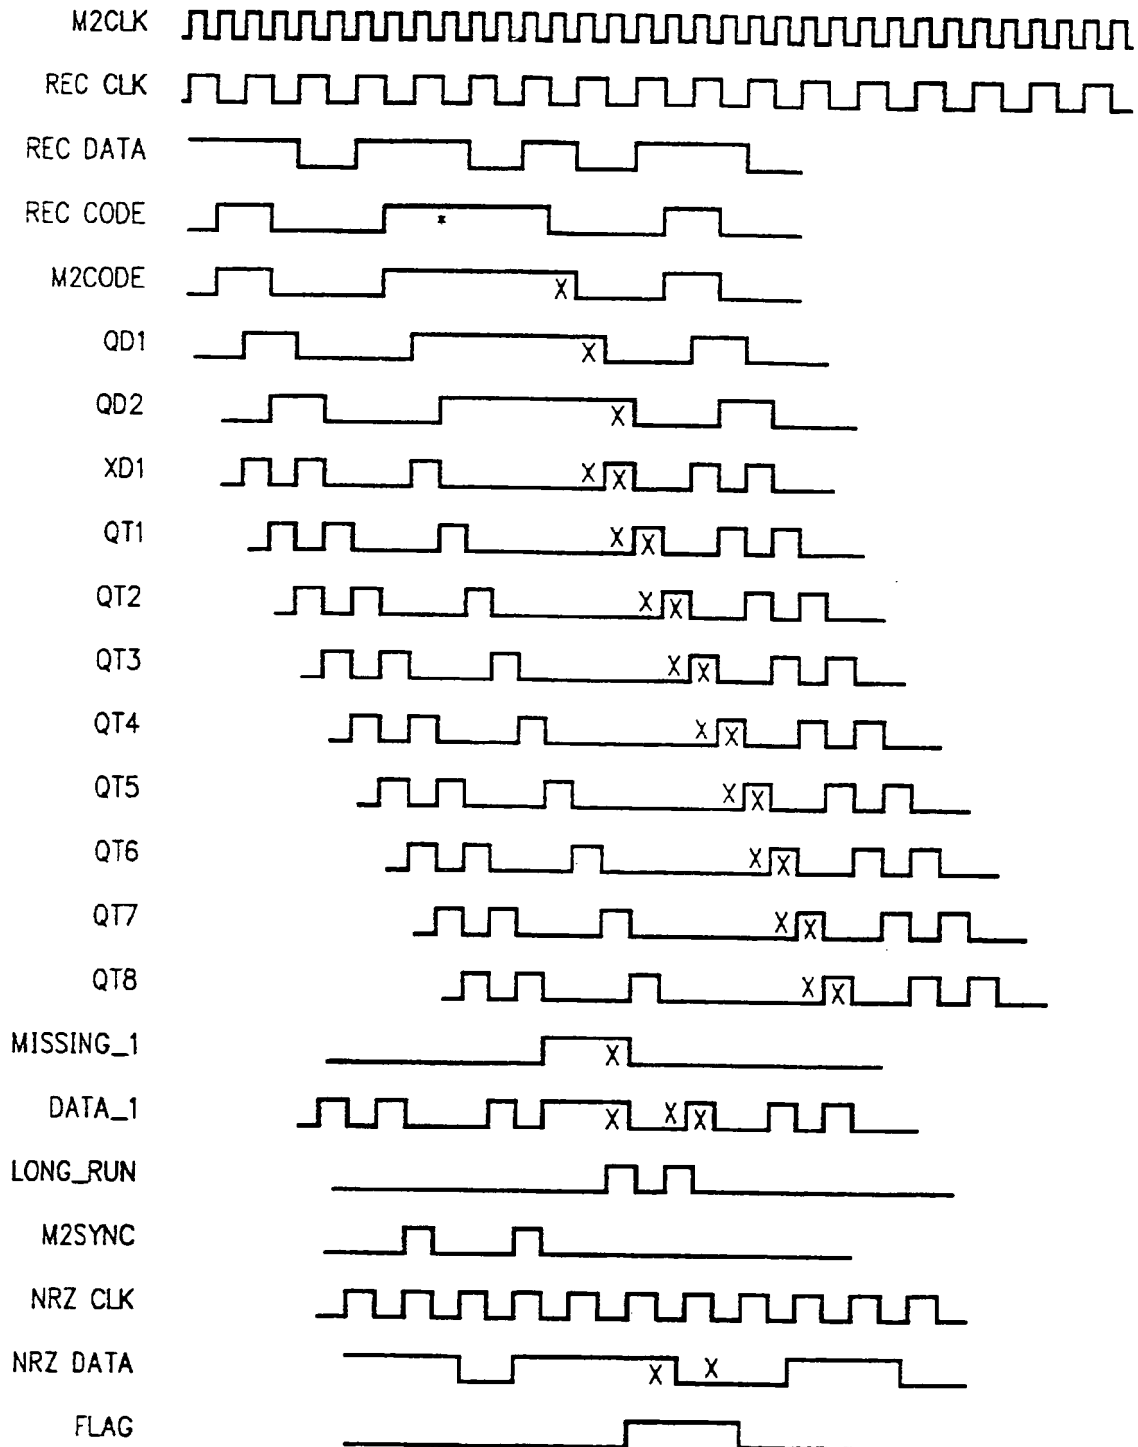 M2CLK
REC CLK
REC DATA
REC CODE *
M2CODE X
QD1 X
QD2 X
XD1 X X
QT1 X X
QT2 X X
QT3 X X
QT4 X X
QT5 X X
QT6 X X
QT7 X X
QT8 X X
MISSING_1 X
DATA_1 X X X
LONG_RUN
M2SYNC
NRZ CLK
NRZ DATA X X
FLAG